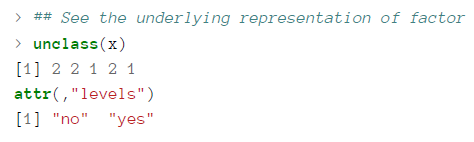 > ## See the underlying representation of factor
> unclass(x)
[1] 2 2 1 2 1
attr(,"levels")
[1] "no"  "yes"